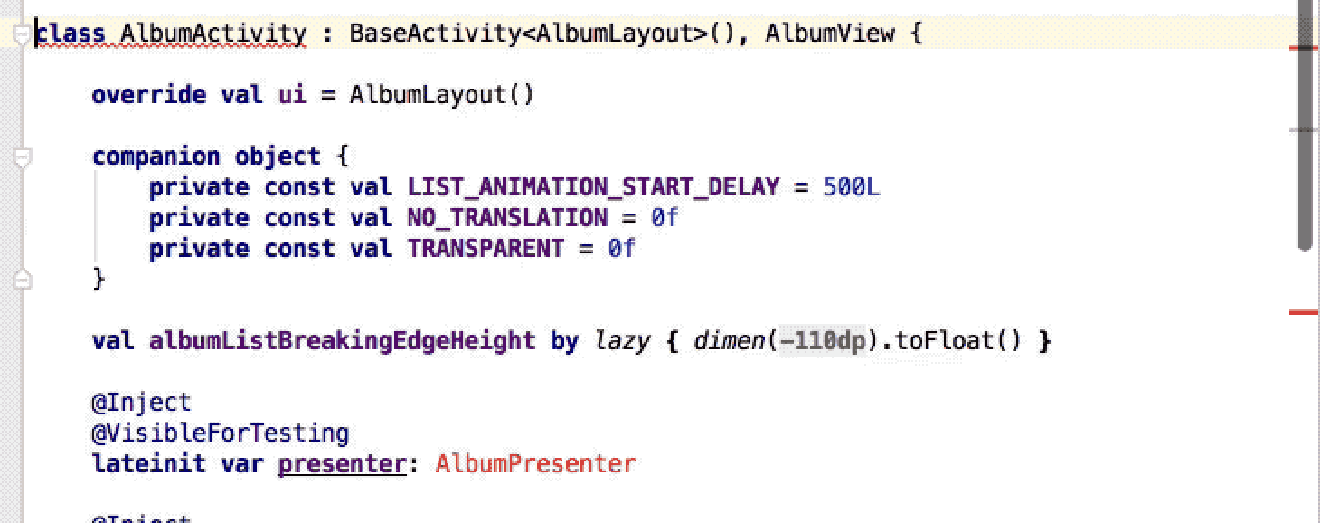 class AlbumActivity : BaseActivity<AlbumLayout>(), AlbumView {
override val ui = AlbumLayout()
companion object {
private const val LIST_ANIMATION_START_DELAY = 500L
private const val NO_TRANSLATION = 0f
private const val TRANSPARENT = 0f
}
val albumListBreakingEdgeHeight by lazy { dimen(-110dp).toFloat() }
@Inject
@VisibleForTesting
lateinit var presenter: AlbumPresenter
@Inject